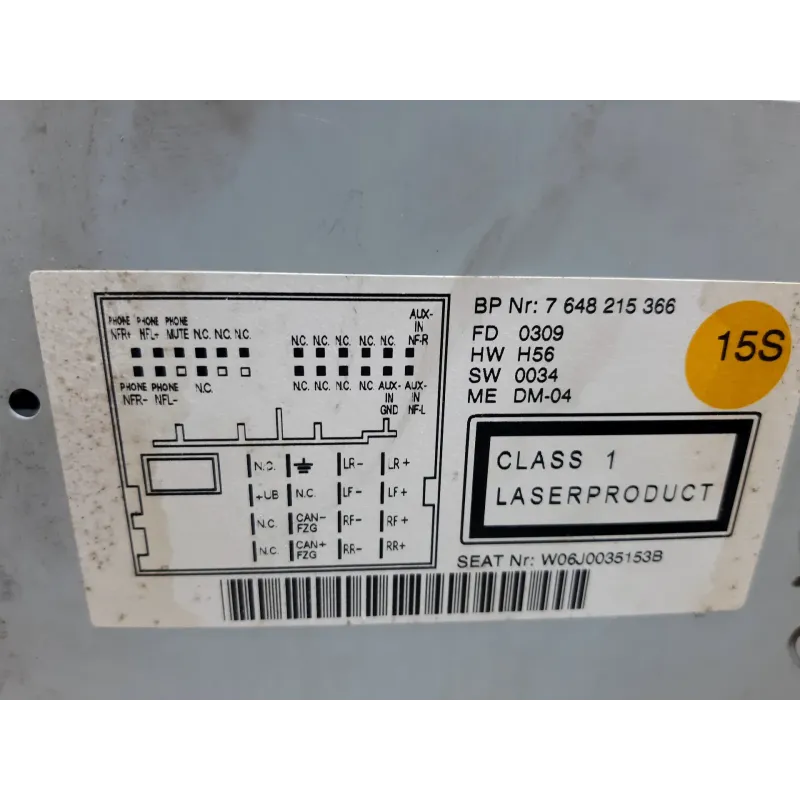 BP Nr: 7 648 215 366
FD 0309
HW H56
SW 0034
ME DM-04
15S
CLASS 1
LASERPRODUCT
SEAT Nr: W06J0035153B
PHONE PHONE PHONE AUX-
NFR+ NFL+ MUTE N.C. N.C. N.C. N.C. N.C. N.C. N.C. N.C. IN
NF-R
PHONE PHONE N.C. N.C. N.C. N.C. N.C. AUX- AUX-
NFR- NFL- IN IN
GND NF-L
N.C. LR- LR+
+UB N.C. LF- LF+
N.C. CAN- RF- RF+
FZG
N.C. CAN+ RR- RR+
FZG